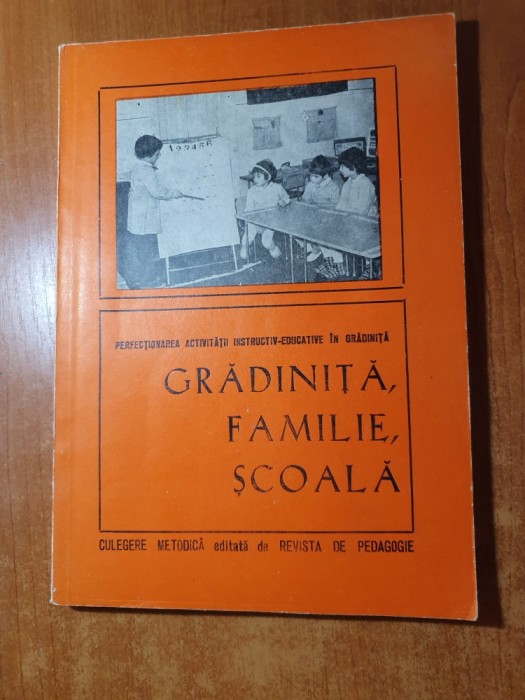 PERFECȚIONAREA ACTIVITĂȚII INSTRUCTIV-EDUCATIVE ÎN GRĂDINIȚĂ
GRĂDINIȚĂ,
FAMILIE,
ȘCOALĂ
CULEGERE METODICĂ editată de REVISTA DE PEDAGOGIE